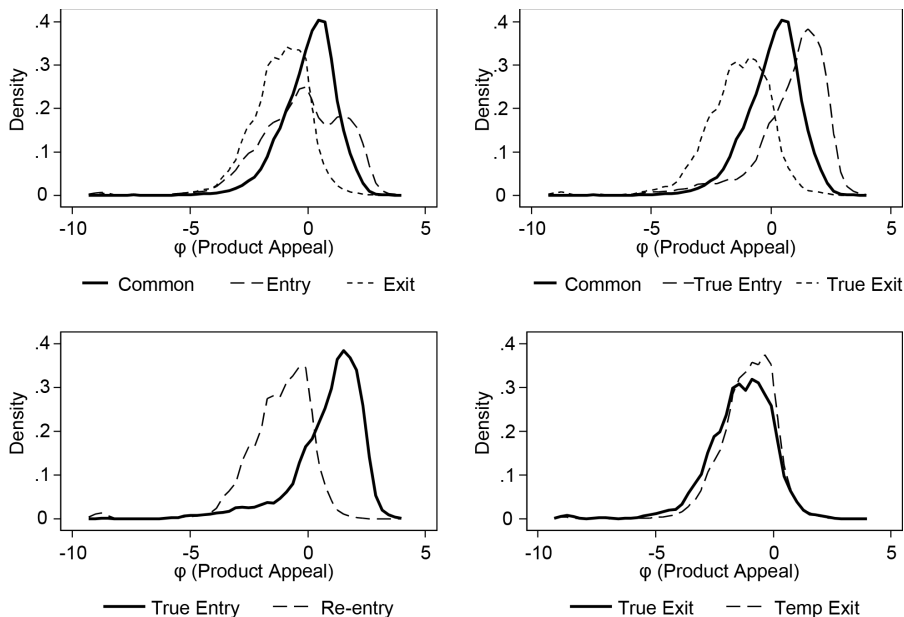 Density
.4
.3
.2
.1
0
-10 -5 0 5
φ (Product Appeal)
Common Entry Exit
Density
.4
.3
.2
.1
0
-10 -5 0 5
φ (Product Appeal)
Common True Entry True Exit
Density
.4
.3
.2
.1
0
-10 -5 0 5
φ (Product Appeal)
True Entry Re-entry
Density
.4
.3
.2
.1
0
-10 -5 0 5
φ (Product Appeal)
True Exit Temp Exit